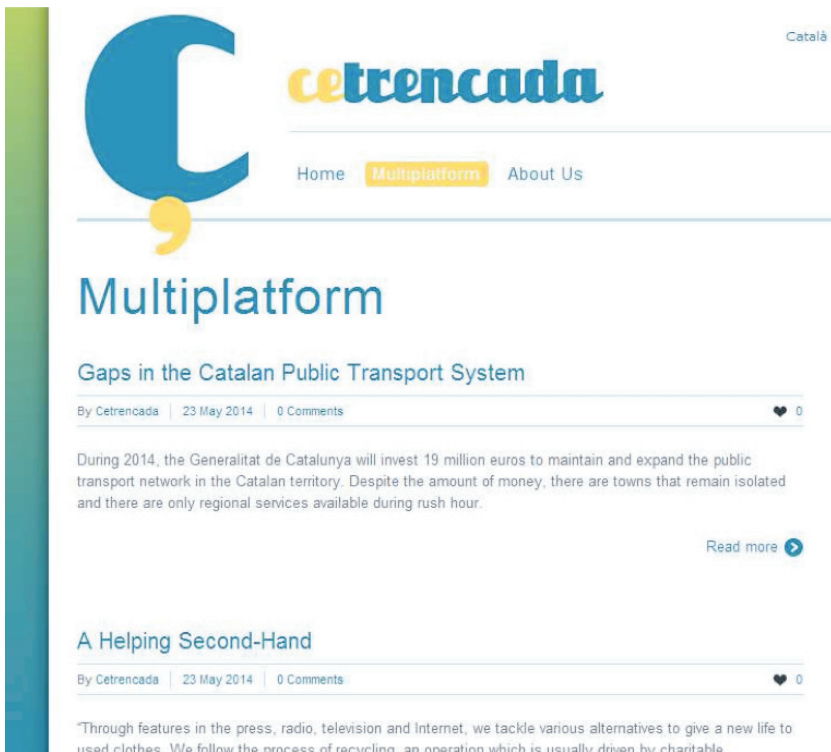 Català
cetrencada
Home Multiplatform About Us
Multiplatform
Gaps in the Catalan Public Transport System
By Cetrencada 23 May 2014 0 Comments 0
During 2014, the Generalitat de Catalunya will invest 19 million euros to maintain and expand the public
transport network in the Catalan territory. Despite the amount of money, there are towns that remain isolated
and there are only regional services available during rush hour.
Read more
A Helping Second-Hand
By Cetrencada 23 May 2014 0 Comments 0
"Through features in the press, radio, television and Internet, we tackle various alternatives to give a new life to
used clothes. We follow the process of recycling, an operation which is usually driven by charitable